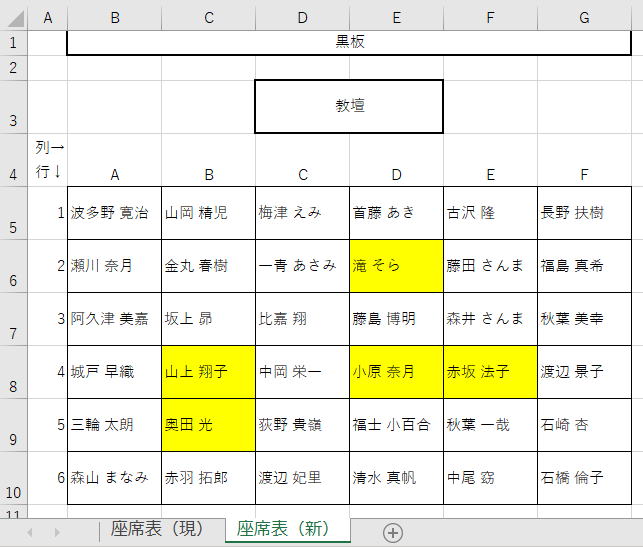 A B C D E F G
1 黒板
2
3 教壇
列→
4 行↓ A B C D E F
5 1 波多野 寛治 山岡 精児 梅津 えみ 首藤 あき 古沢 隆 長野 扶樹
6 2 瀬川 奈月 金丸 春樹 一青 あさみ 滝 そら 藤田 さんま 福島 真希
7 3 阿久津 美嘉 坂上 昴 比嘉 翔 藤島 博明 森井 さんま 秋葉 美幸
8 4 城戸 早織 山上 翔子 中岡 栄一 小原 奈月 赤坂 法子 渡辺 景子
9 5 三輪 太朗 奥田 光 荻野 貴嶺 福士 小百合 秋葉 一哉 石崎 杏
10 6 森山 まなみ 赤羽 拓郎 渡辺 妃里 清水 真帆 中尾 窈 石橋 倫子
11
座席表（現） 座席表（新）